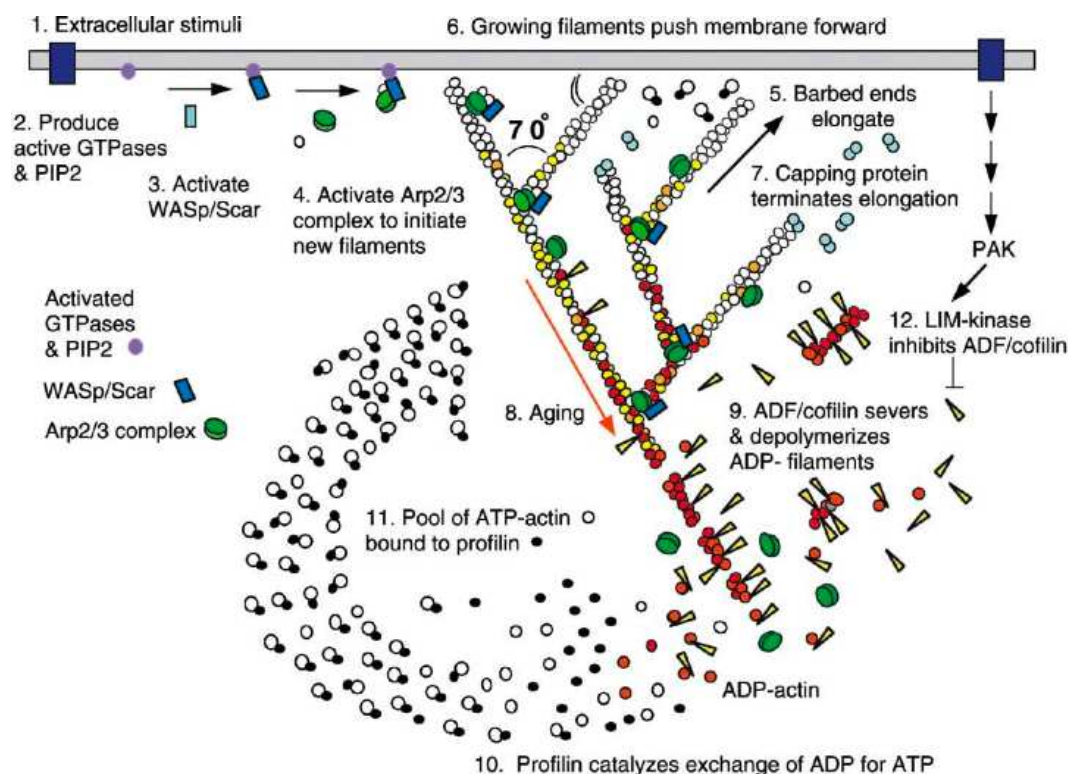 1. Extracellular stimuli
6. Growing filaments push membrane forward
2. Produce
active GTPases
& PIP2
3. Activate
WASp/Scar
4. Activate Arp2/3
complex to initiate
new filaments
70°
5. Barbed ends
elongate
7. Capping protein
terminates elongation
PAK
12. LIM-kinase
inhibits ADF/cofilin
Activated
GTPases
& PIP2
WASp/Scar
Arp2/3 complex
8. Aging
9. ADF/cofilin severs
& depolymerizes
ADP- filaments
11. Pool of ATP-actin
bound to profilin
ADP-actin
10. Profilin catalyzes exchange of ADP for ATP